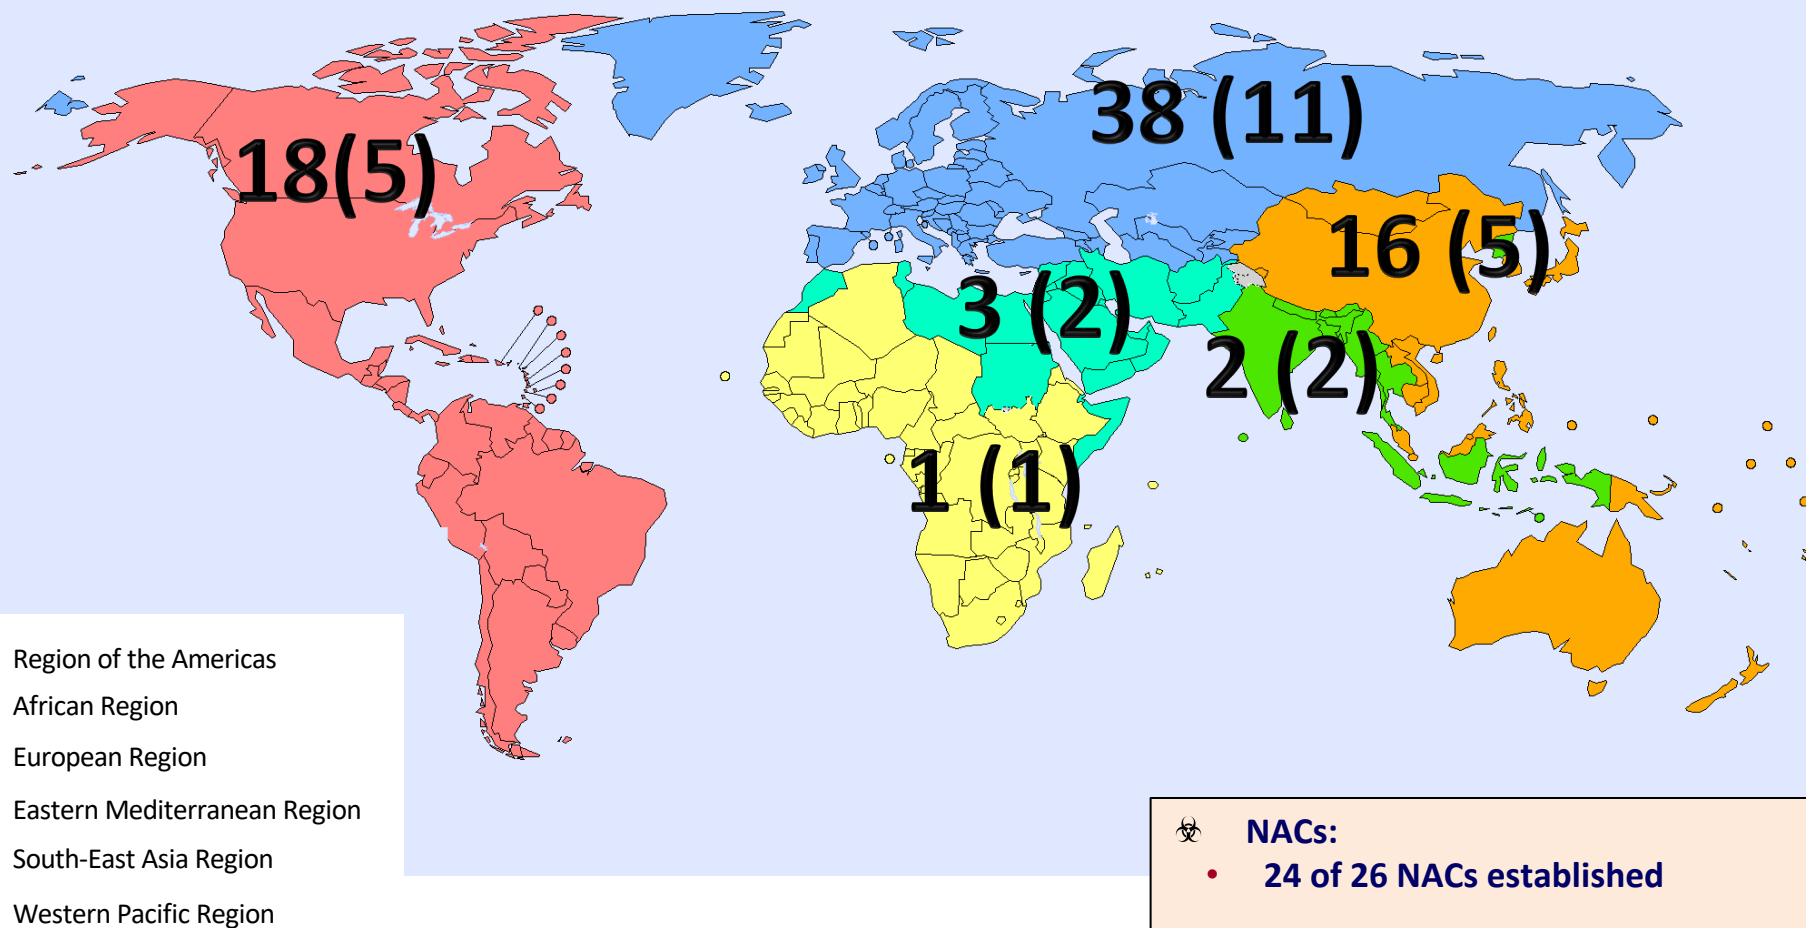 38 (11)
18(5)
16 (5)
3 (2)
2 (2)
1 (1)
Region of the Americas
African Region
European Region
Eastern Mediterranean Region
South-East Asia Region
Western Pacific Region
☣ NACs:
• 24 of 26 NACs established